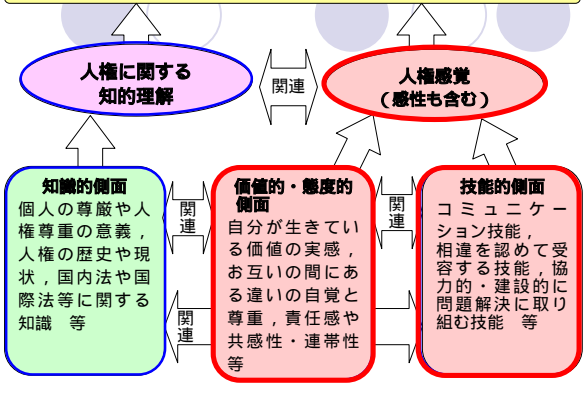 人権に関する
知的理解
関連
人権感覚
（感性も含む）
知識的側面
個人の尊厳や人
権尊重の意義，
人権の歴史や現
状，国内法や国
際法等に関する
知識　等
関
連
関
連
価値的・態度的
側面
自分が生きてい
る価値の実感，
お互いの間にあ
る違いの自覚と
尊重，責任感や
共感性・連帯性
等
関
連
技能的側面
コミュニケー
ション技能，
相違を認めて受
容する技能，協
力的・建設的に
問題解決に取り
組む技能　等